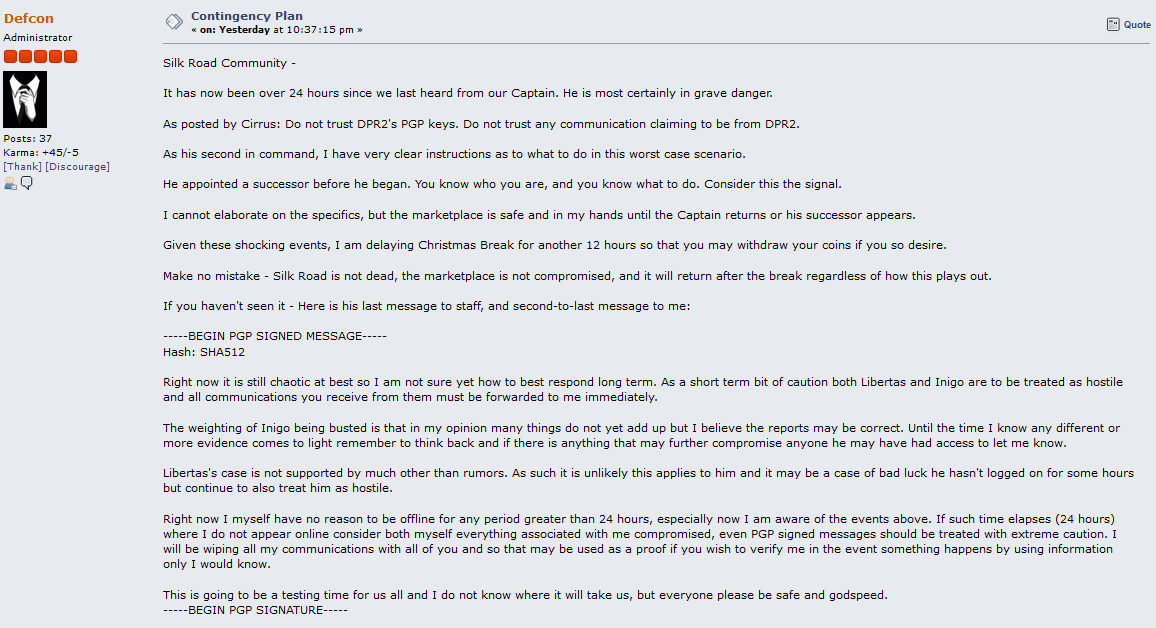 Defcon
Administrator
Posts: 37
Karma: +45/-5
[Thank] [Discourage]
Contingency Plan
« on: Yesterday at 10:37:15 pm »
Quote
Silk Road Community -
It has now been over 24 hours since we last heard from our Captain. He is most certainly in grave danger.
As posted by Cirrus: Do not trust DPR2's PGP keys. Do not trust any communication claiming to be from DPR2.
As his second in command, I have very clear instructions as to what to do in this worst case scenario.
He appointed a successor before he began. You know who you are, and you know what to do. Consider this the signal.
I cannot elaborate on the specifics, but the marketplace is safe and in my hands until the Captain returns or his successor appears.
Given these shocking events, I am delaying Christmas Break for another 12 hours so that you may withdraw your coins if you so desire.
Make no mistake - Silk Road is not dead, the marketplace is not compromised, and it will return after the break regardless of how this plays out.
If you haven't seen it - Here is his last message to staff, and second-to-last message to me:
-----BEGIN PGP SIGNED MESSAGE-----
Hash: SHA512
Right now it is still chaotic at best so I am not sure yet how to best respond long term. As a short term bit of caution both Libertas and Inigo are to be treated as hostile
and all communications you receive from them must be forwarded to me immediately.
The weighting of Inigo being busted is that in my opinion many things do not yet add up but I believe the reports may be correct. Until the time I know any different or
more evidence comes to light remember to think back and if there is anything that may further compromise anyone he may have had access to let me know.
Libertas's case is not supported by much other than rumors. As such it is unlikely this applies to him and it may be a case of bad luck he hasn't logged on for some hours
but continue to also treat him as hostile.
Right now I myself have no reason to be offline for any period greater than 24 hours, especially now I am aware of the events above. If such time elapses (24 hours)
where I do not appear online consider both myself everything associated with me compromised, even PGP signed messages should be treated with extreme caution. I
will be wiping all my communications with all of you and so that may be used as a proof if you wish to verify me in the event something happens by using information
only I would know.
This is going to be a testing time for us all and I do not know where it will take us, but everyone please be safe and godspeed.
-----BEGIN PGP SIGNATURE-----